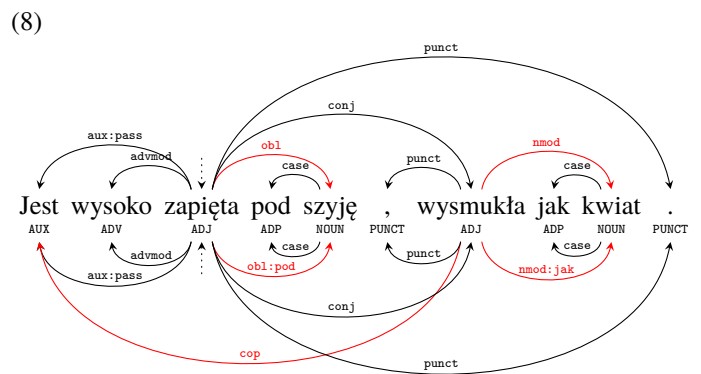 (8)
punct
conj
aux:pass advmod obl case punct nmod case
Jest wysoko zapięta pod szyję , wysmukła jak kwiat .
AUX ADV ADJ ADP NOUN PUNCT ADJ ADP NOUN PUNCT
advmod case punct case
aux:pass obl:pod nmod:jak
conj
cop
punct